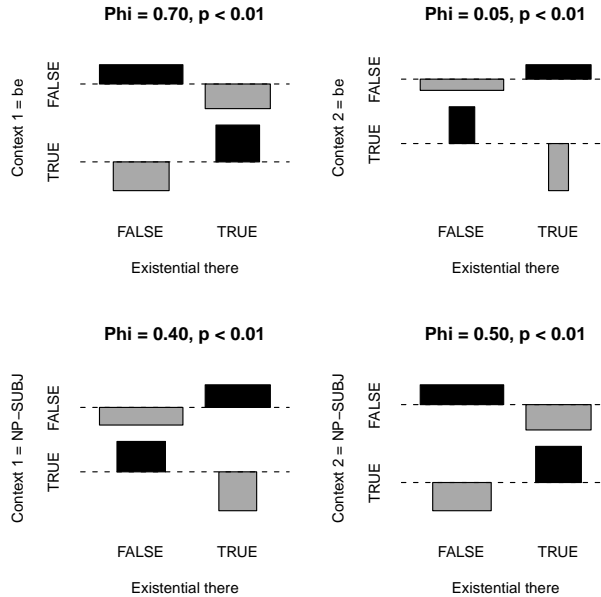 Phi = 0.70, p < 0.01
Context 1 = be
FALSE
TRUE
FALSE TRUE
Existential there
Phi = 0.05, p < 0.01
Context 2 = be
FALSE
TRUE
FALSE TRUE
Existential there
Phi = 0.40, p < 0.01
Context 1 = NP−SUBJ
FALSE
TRUE
FALSE TRUE
Existential there
Phi = 0.50, p < 0.01
Context 2 = NP−SUBJ
FALSE
TRUE
FALSE TRUE
Existential there